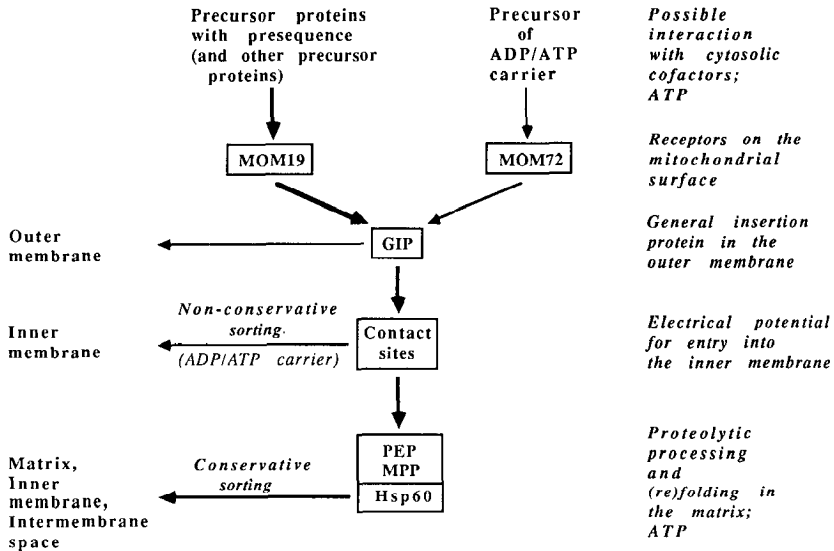 Precursor proteins
with presequence
(and other precursor
proteins)
Precursor
of
ADP/ATP
carrier
Possible
interaction
with cytosolic
cofactors;
ATP
MOM19
MOM72
Receptors on the
mitochondrial
surface
Outer
membrane
GIP
General insertion
protein in the
outer membrane
Inner
membrane
Non-conservative
sorting.
(ADP/ATP carrier)
Contact
sites
Electrical potential
for entry into
the inner membrane
Matrix,
Inner
membrane,
Intermembrane
space
Conservative
sorting
PEP
MPP
Hsp60
Proteolytic
processing
and
(re)folding in
the matrix;
ATP